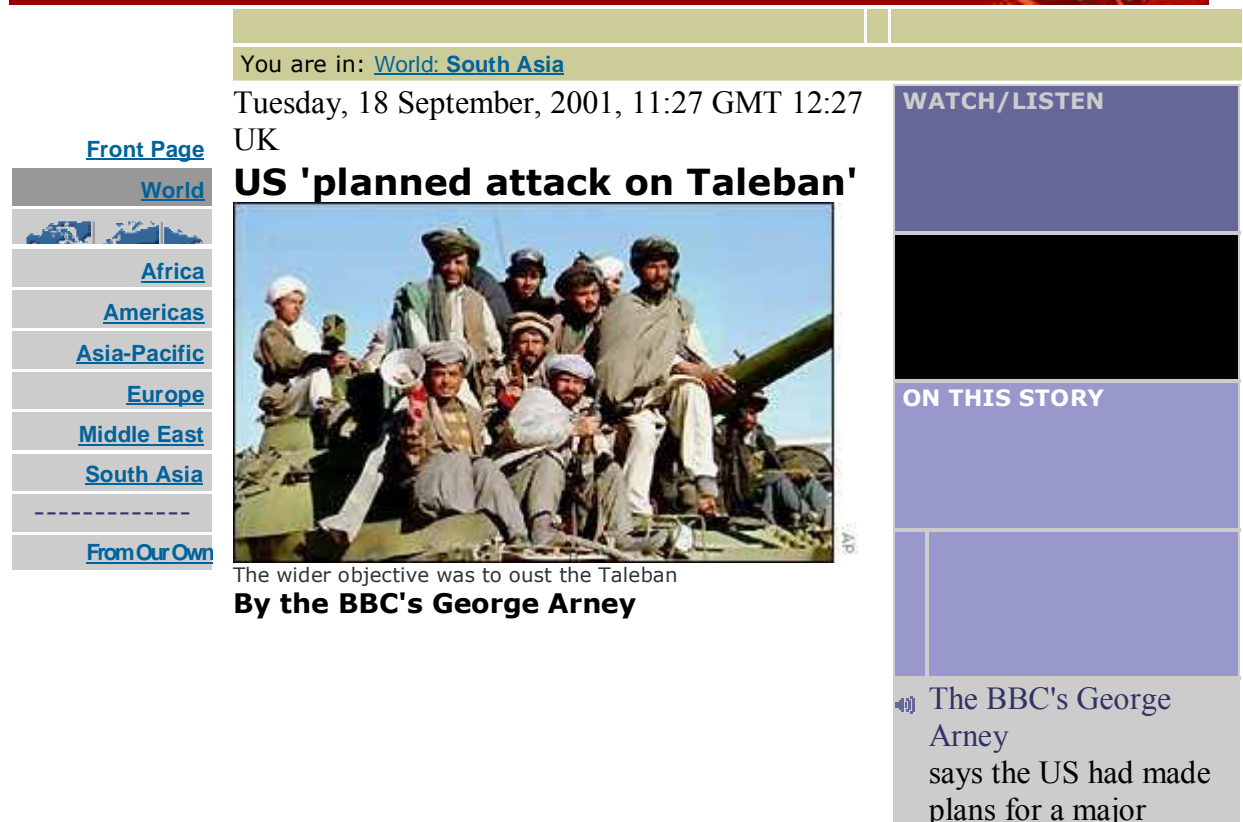 You are in: World: South Asia
Front Page
World
Africa
Americas
Asia-Pacific
Europe
Middle East
South Asia
-------------
From Our Own
Tuesday, 18 September, 2001, 11:27 GMT 12:27
UK
US 'planned attack on Taleban'
AP
The wider objective was to oust the Taleban
By the BBC's George Arney
WATCH/LISTEN
ON THIS STORY
The BBC's George
Arney
says the US had made
plans for a major